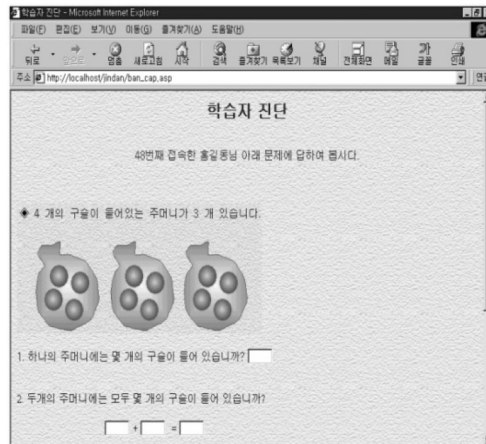 학습자 진단 - Microsoft Internet Explorer
파일(F) 편집(E) 보기(V) 이동(G) 즐겨찾기(A) 도움말(H)
뒤로 앞으로 멈춤 새로고침 시작 검색 즐겨찾기 목록보기 채널 전체화면 메일 글꼴 인쇄
주소 http://localhost/jindan/ban_cap.asp 연결
학습자 진단
48번째 접속한 홍길동님 아래 문제에 답하여 봅시다.
4 개의 구슬이 들어있는 주머니가 3 개 있습니다.
1. 하나의 주머니에는 몇 개의 구슬이 들어 있습니까?
2. 두개의 주머니에는 모두 몇 개의 구슬이 들어 있습니까?
+ =